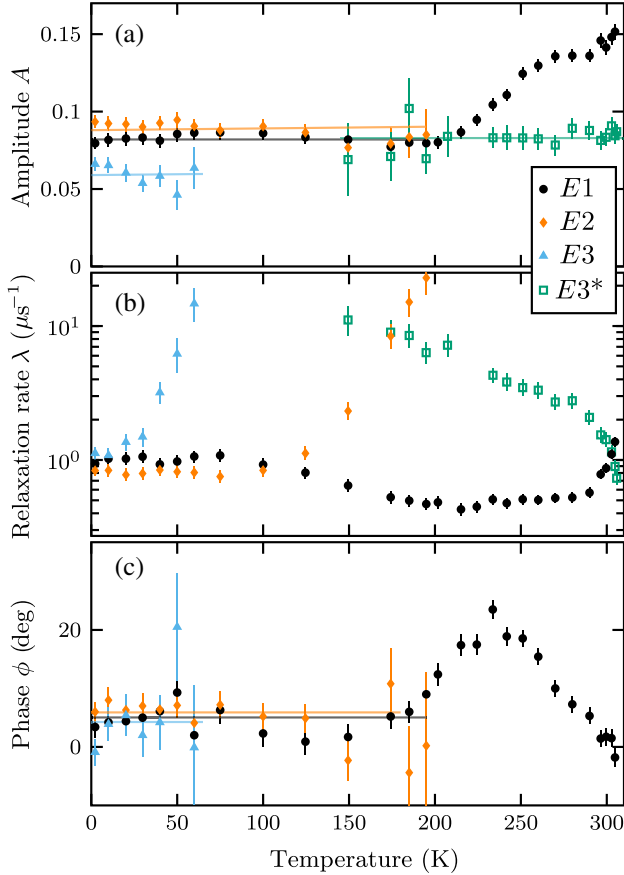 (a)
Amplitude A
0.15
0.1
0.05
0
E1
E2
E3
E3*
(b)
Relaxation rate λ (μs⁻¹)
10¹
10⁰
(c)
Phase ϕ (deg)
20
0
0 50 100 150 200 250 300
Temperature (K)